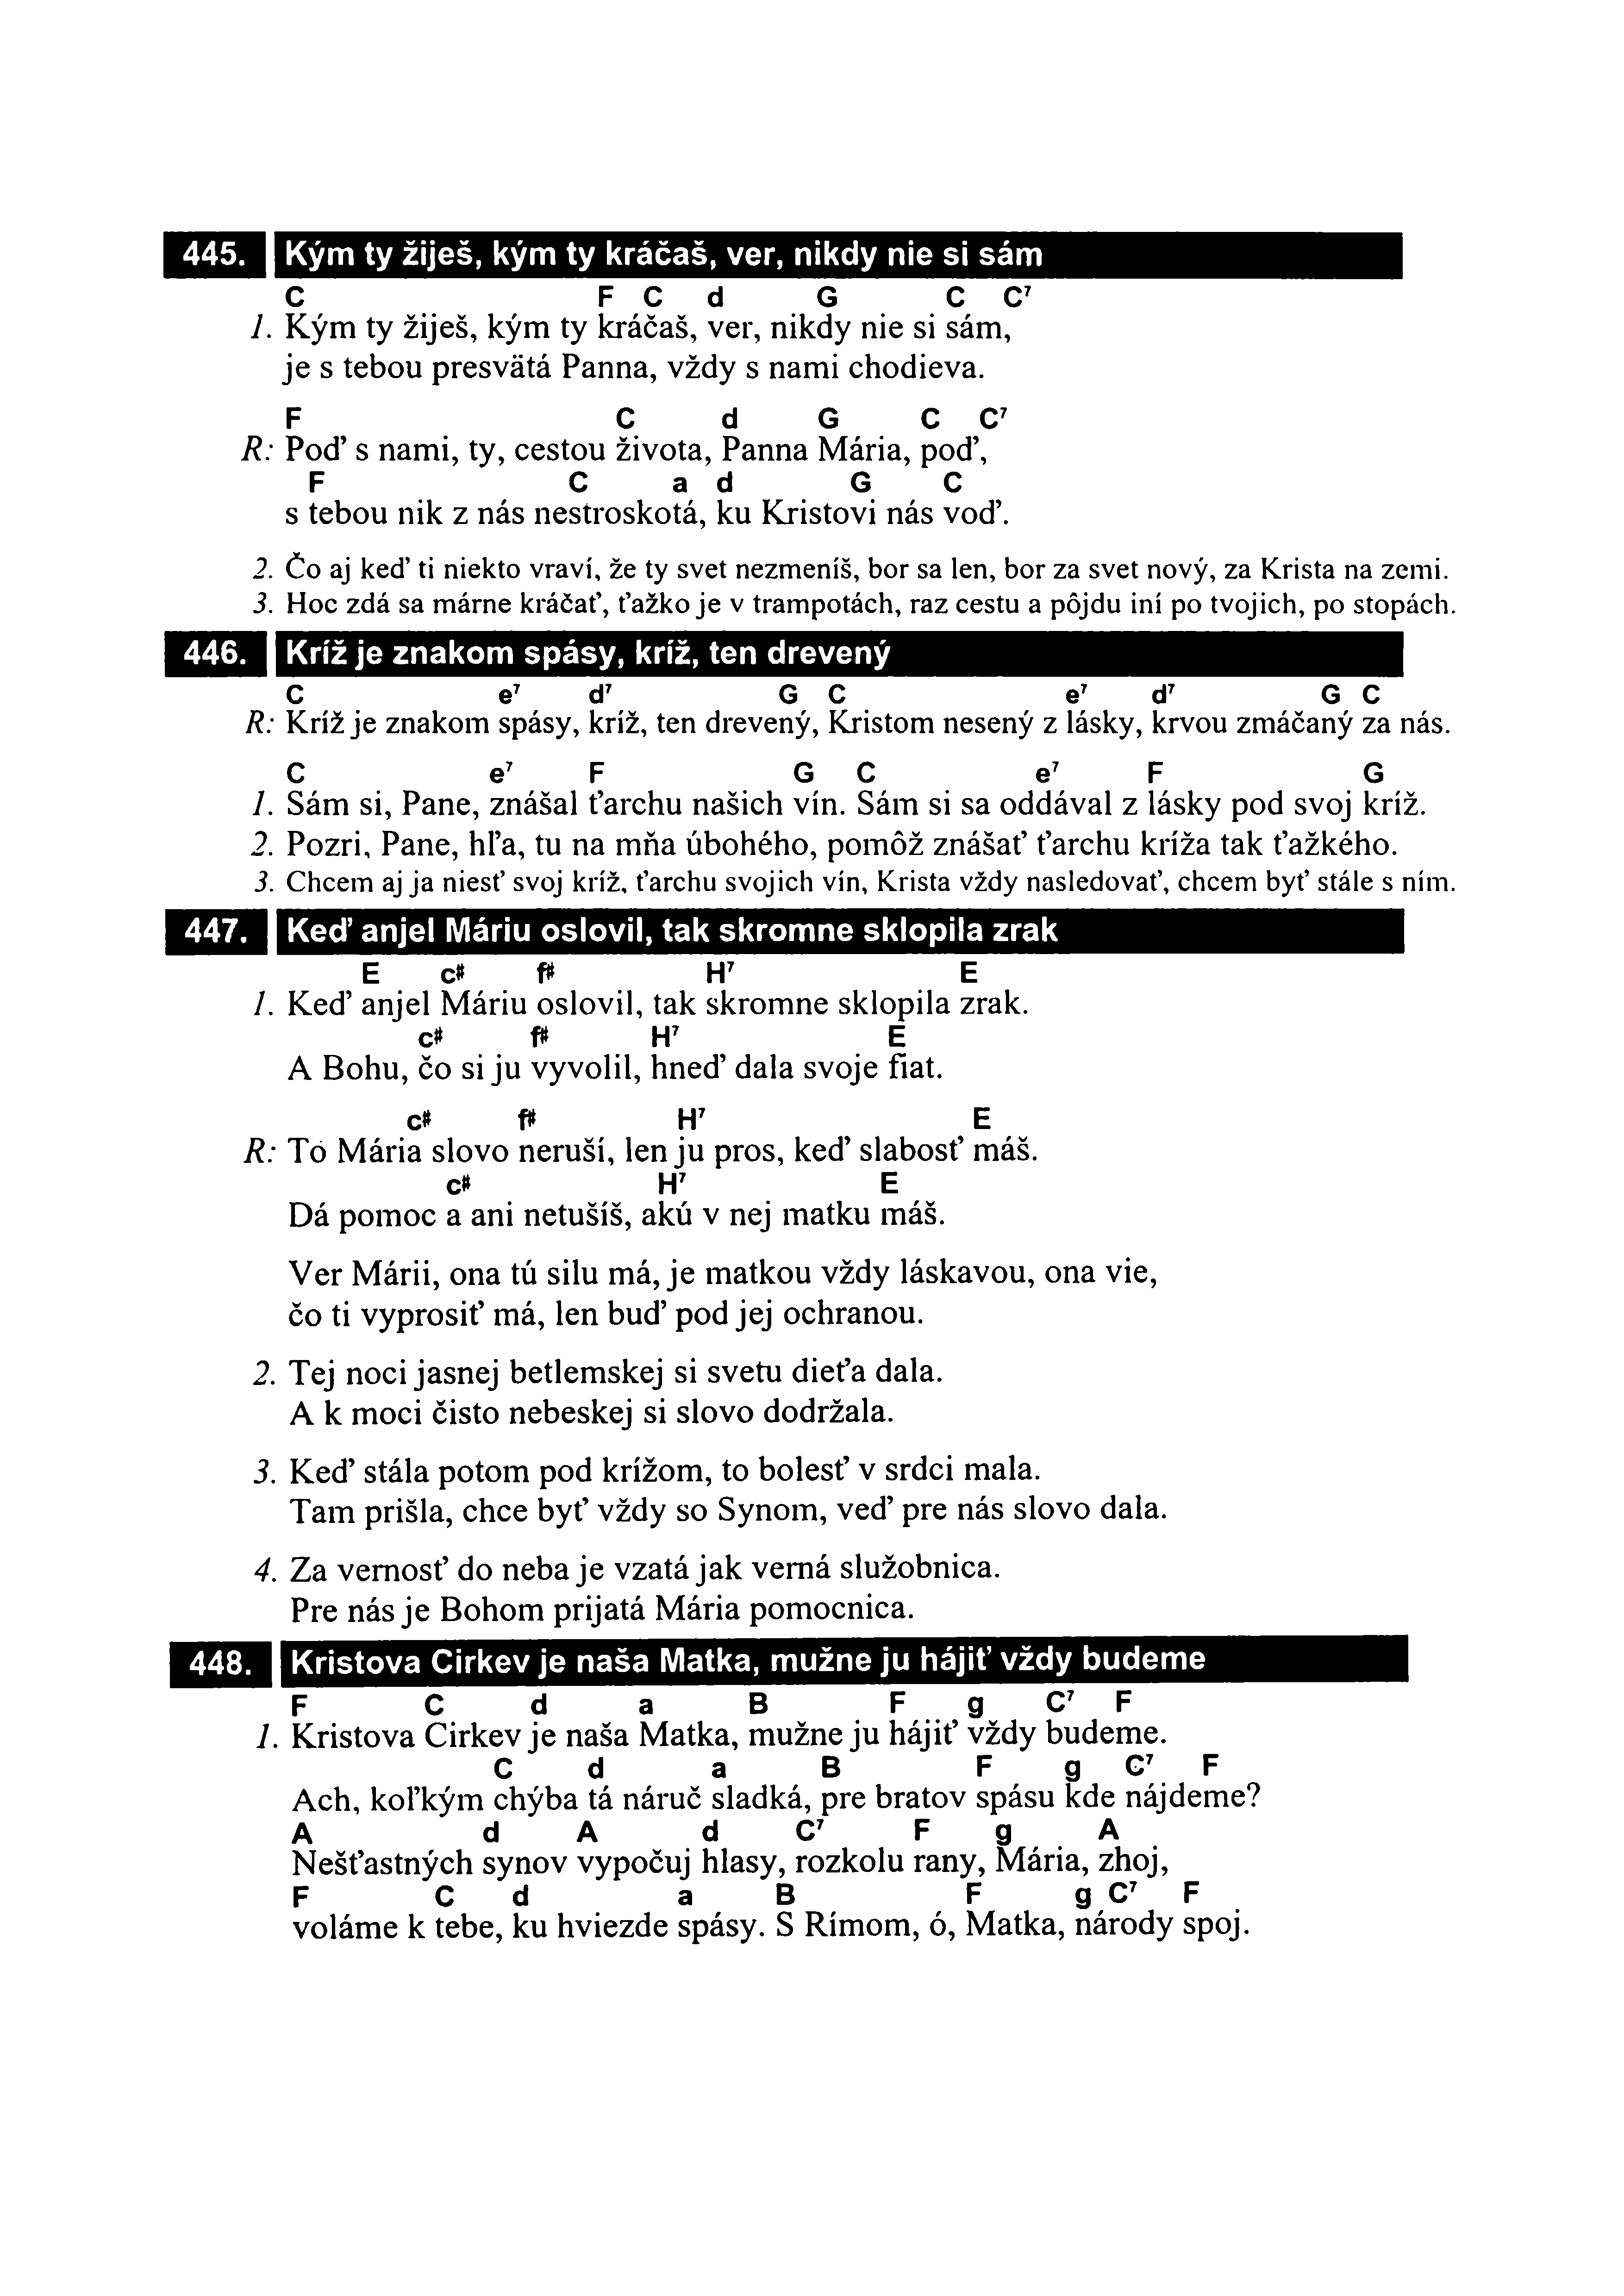 445. Kým ty žiješ, kým ty kráčaš, ver, nikdy nie si sám
C F C d G C C⁷
1. Kým ty žiješ, kým ty kráčaš, ver, nikdy nie si sám,
je s tebou presvätá Panna, vždy s nami chodieva.
F C d G C C⁷
R: Poď s nami, ty, cestou života, Panna Mária, poď,
F C a d G C
s tebou nik z nás nestroskotá, ku Kristovi nás voď.
2. Čo aj keď ti niekto vraví, že ty svet nezmeníš, bor sa len, bor za svet nový, za Krista na zemi.
3. Hoc zdá sa márne kráčať, ťažko je v trampotách, raz cestu a pôjdu iní po tvojich, po stopách.
446. Kríž je znakom spásy, kríž, ten drevený
C e⁷ d⁷ G C e⁷ d⁷ G C
R: Kríž je znakom spásy, kríž, ten drevený, Kristom nesený z lásky, krvou zmáčaný za nás.
C e⁷ F G C e⁷ F G
1. Sám si, Pane, znášal ťarchu našich vín. Sám si sa oddával z lásky pod svoj kríž.
2. Pozri, Pane, hľa, tu na mňa úbohého, pomôž znášať ťarchu kríža tak ťažkého.
3. Chcem aj ja niesť svoj kríž, ťarchu svojich vín, Krista vždy nasledovať, chcem byť stále s ním.
447. Keď anjel Máriu oslovil, tak skromne sklopila zrak
E c# f# H⁷ E
1. Keď anjel Máriu oslovil, tak skromne sklopila zrak.
c# f# H⁷ E
A Bohu, čo si ju vyvolil, hneď dala svoje fiat.
c# f# H⁷ E
R: Tó Mária slovo neruší, len ju pros, keď slabosť máš.
c# H⁷ E
Dá pomoc a ani netušíš, akú v nej matku máš.
Ver Márii, ona tú silu má, je matkou vždy láskavou, ona vie,
čo ti vyprosiť má, len buď pod jej ochranou.
2. Tej noci jasnej betlemskej si svetu dieťa dala.
A k moci čisto nebeskej si slovo dodržala.
3. Keď stála potom pod krížom, to bolesť v srdci mala.
Tam prišla, chce byť vždy so Synom, veď pre nás slovo dala.
4. Za vernosť do neba je vzatá jak verná služobnica.
Pre nás je Bohom prijatá Mária pomocnica.
448. Kristova Cirkev je naša Matka, mužne ju hájiť vždy budeme
F C d a B F g C⁷ F
1. Kristova Cirkev je naša Matka, mužne ju hájiť vždy budeme.
C d a B F g C⁷ F
Ach, koľkým chýba tá náruč sladká, pre bratov spásu kde nájdeme?
A d A d C⁷ F g A
Nešťastných synov vypočuj hlasy, rozkolu rany, Mária, zhoj,
F C d a B F g C⁷ F
voláme k tebe, ku hviezde spásy. S Rímom, ó, Matka, národy spoj.